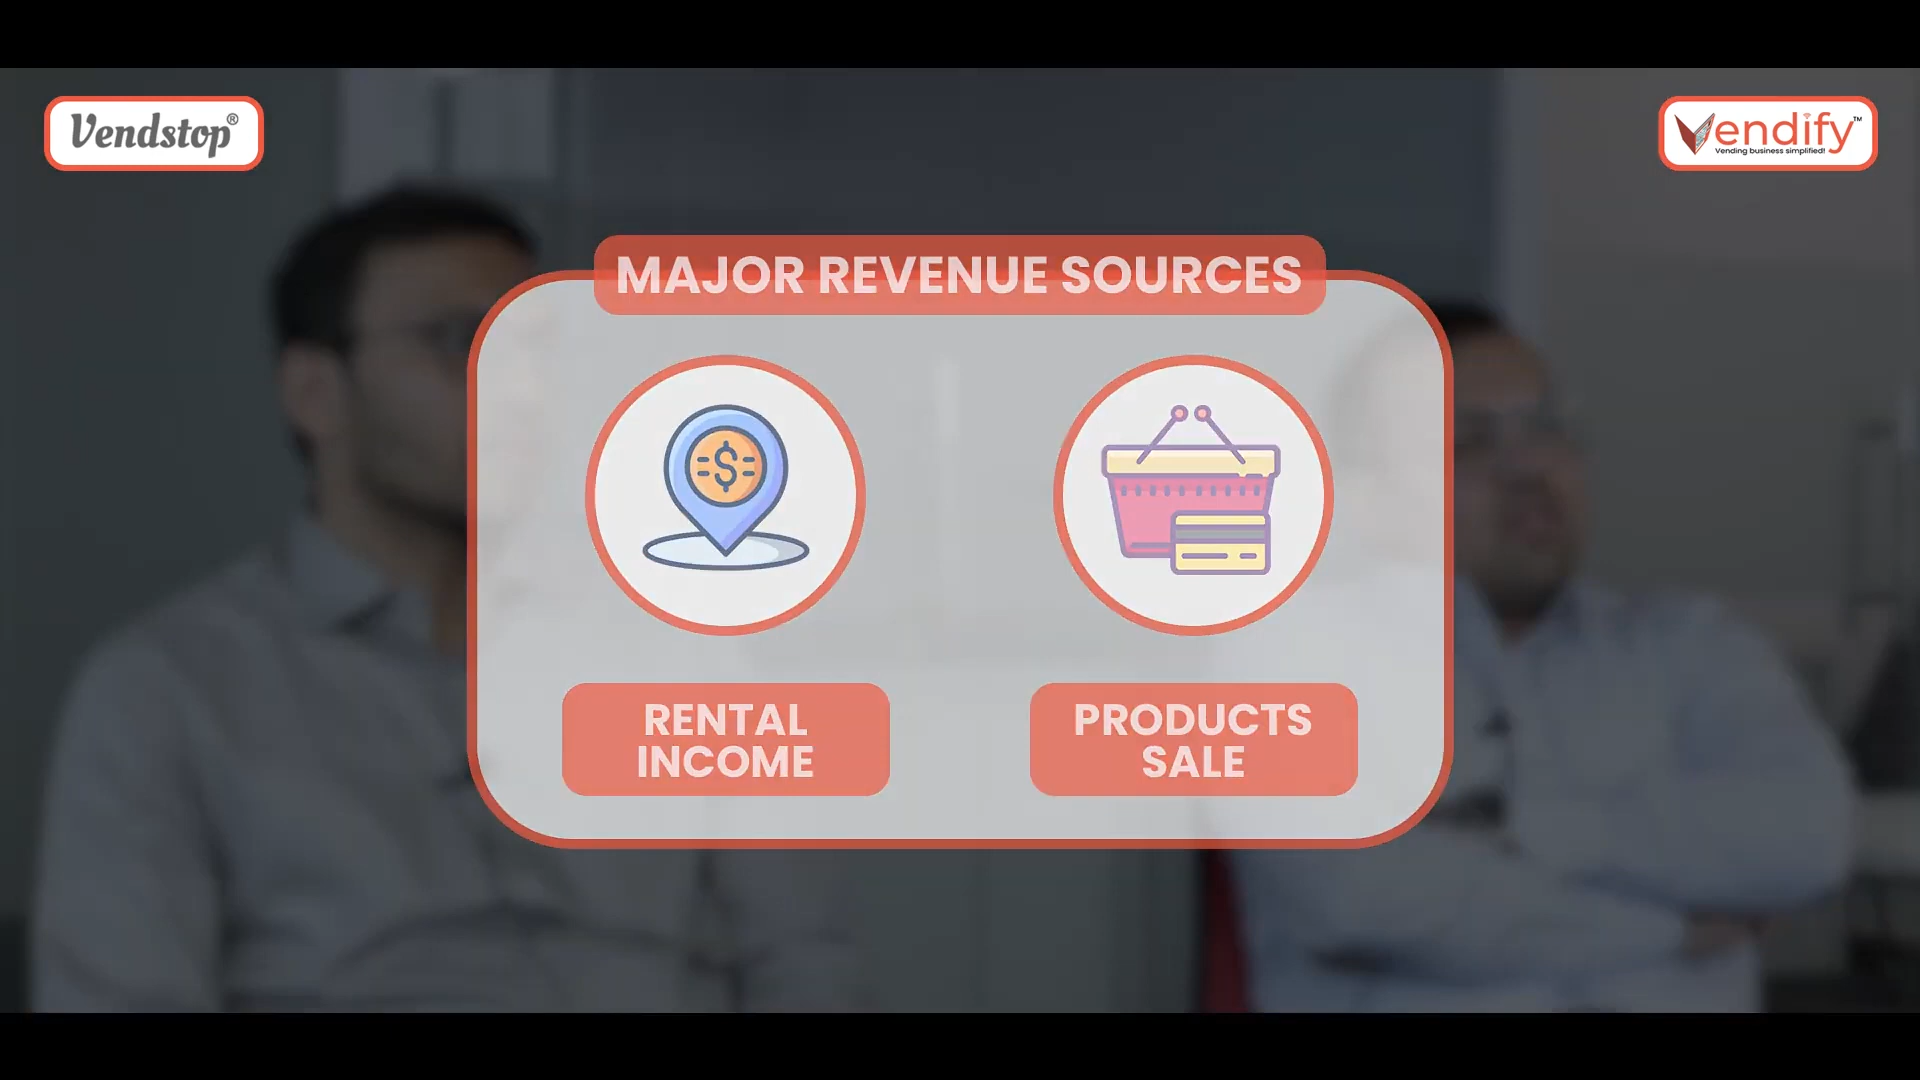 Vendstop®
Vendify™
Vending business simplified!
MAJOR REVENUE SOURCES
RENTAL
INCOME
PRODUCTS
SALE